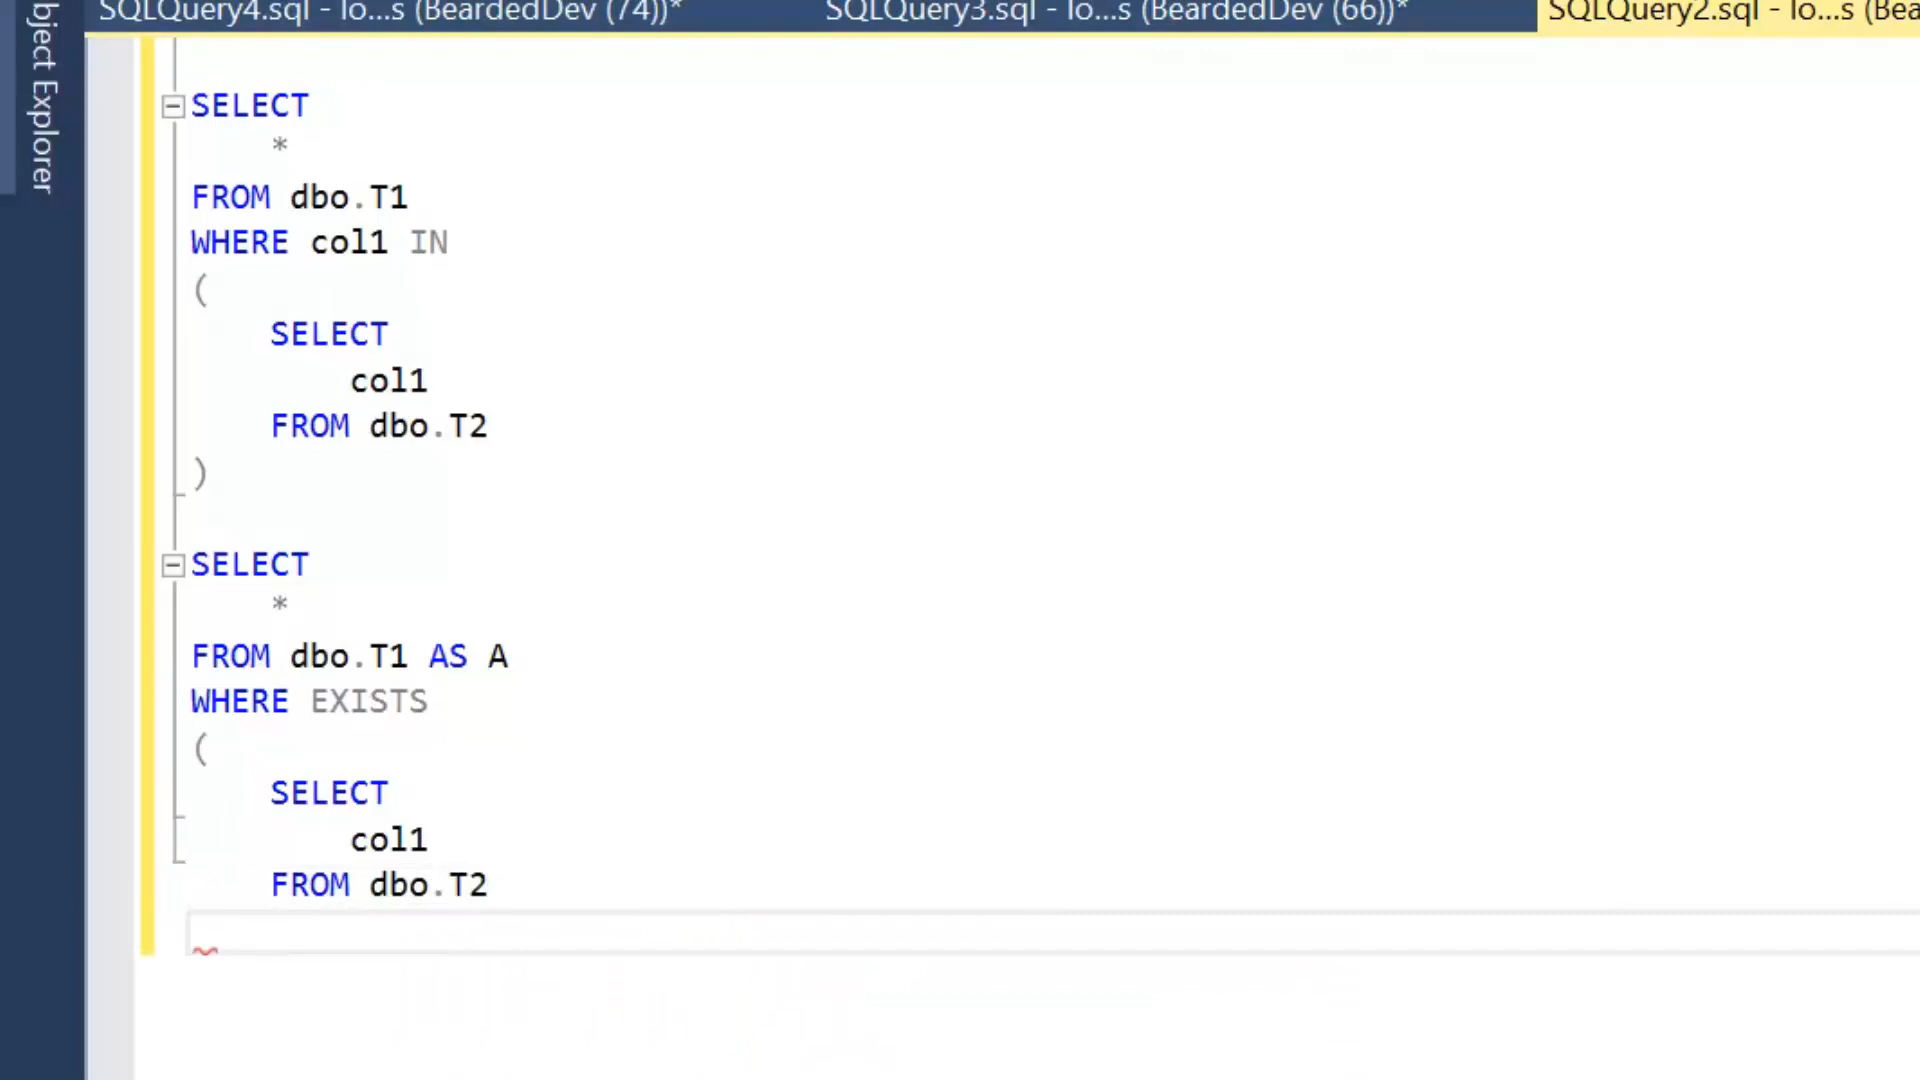 SQLQuery4.sql - lo...s (BeardedDev (74))* SQLQuery3.sql - lo...s (BeardedDev (66))* SQLQuery2.sql - lo...s (Bea
bject Explorer
SELECT
*
FROM dbo.T1
WHERE col1 IN
(
SELECT
col1
FROM dbo.T2
)
SELECT
*
FROM dbo.T1 AS A
WHERE EXISTS
(
SELECT
col1
FROM dbo.T2